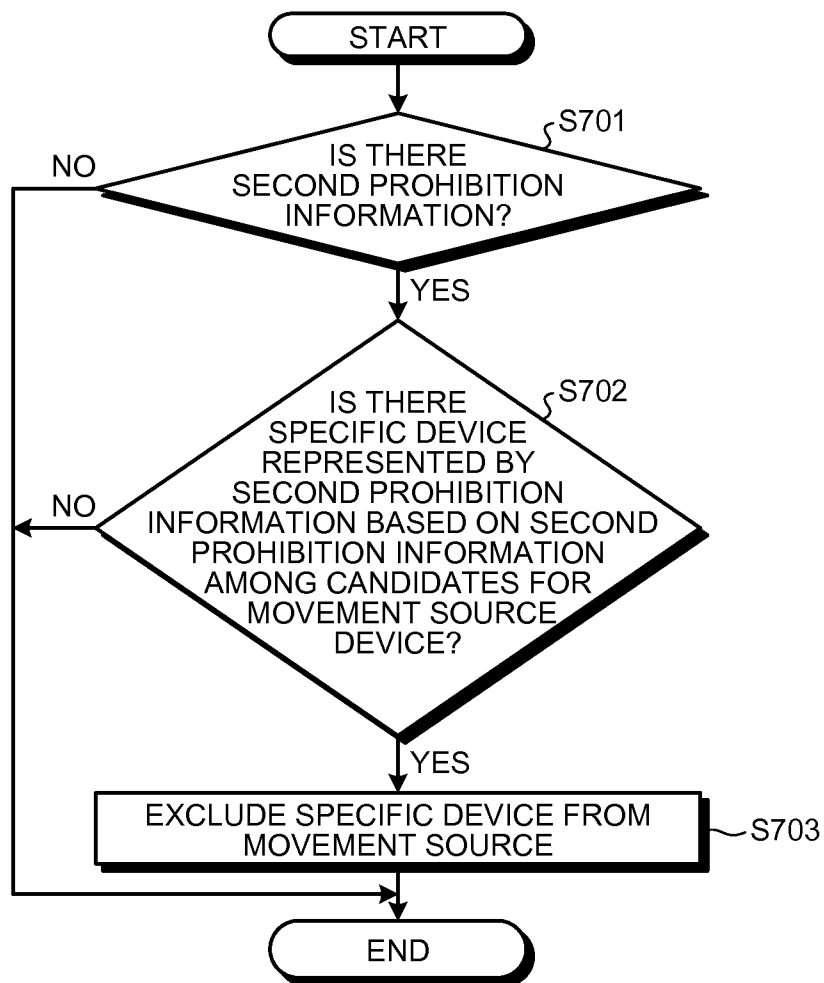 START
S701
IS THERE
SECOND PROHIBITION
INFORMATION?
NO
YES
S702
IS THERE
SPECIFIC DEVICE
REPRESENTED BY
SECOND PROHIBITION
INFORMATION BASED ON SECOND
PROHIBITION INFORMATION
AMONG CANDIDATES FOR
MOVEMENT SOURCE
DEVICE?
NO
YES
EXCLUDE SPECIFIC DEVICE FROM
MOVEMENT SOURCE
S703
END